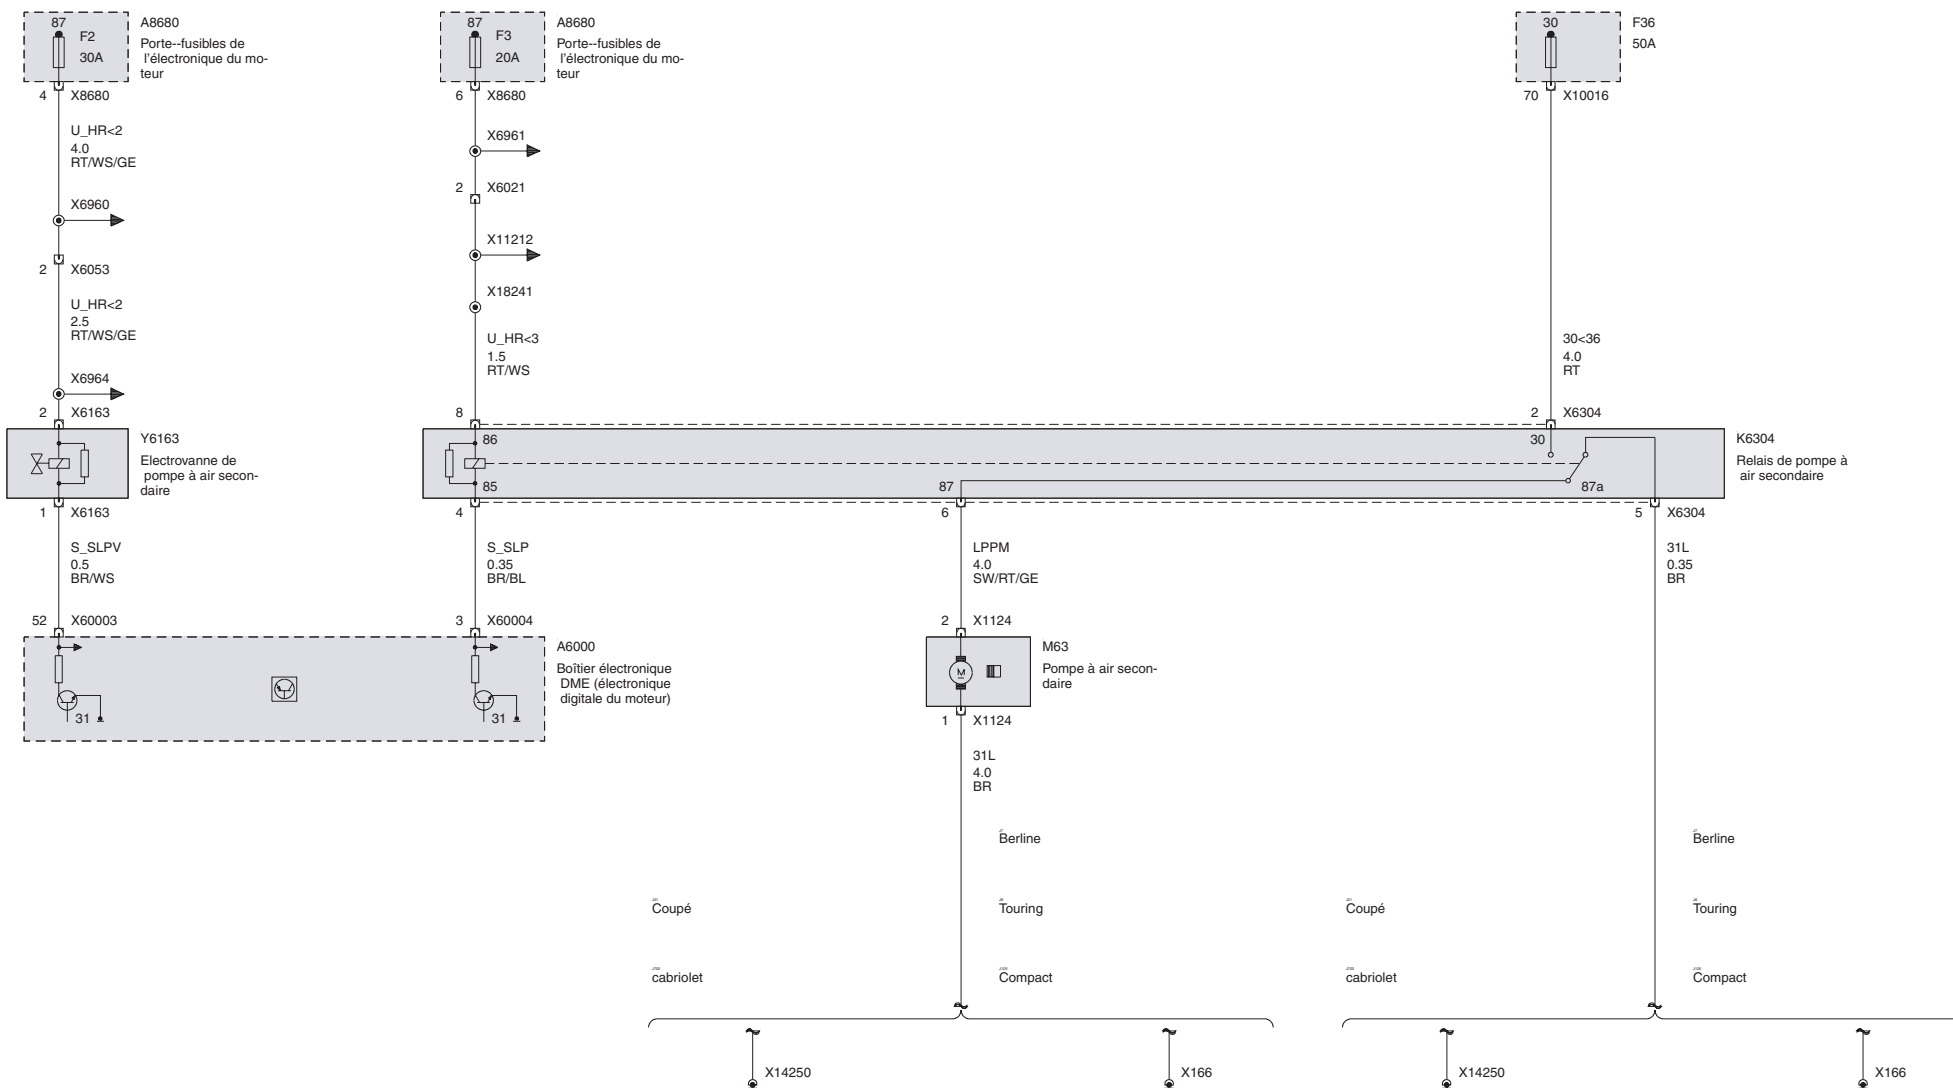 87
F2
30A
A8680
Porte--fusibles de
l'électronique du mo-
teur
4
X8680
U_HR<2
4.0
RT/WS/GE
X6960
2
X6053
U_HR<2
2.5
RT/WS/GE
X6964
2
X6163
Y6163
Electrovanne de
pompe à air secon-
daire
1
X6163
S_SLPV
0.5
BR/WS
52
X60003
31
87
F3
20A
A8680
Porte--fusibles de
l'électronique du mo-
teur
6
X8680
X6961
2
X6021
X11212
X18241
U_HR<3
1.5
RT/WS
8
86
85
4
S_SLP
0.35
BR/BL
3
X60004
31
A6000
Boîtier électronique
DME (électronique
digitale du moteur)
30
F36
50A
70
X10016
30<36
4.0
RT
2
X6304
30
87
87a
K6304
Relais de pompe à
air secondaire
6
5
X6304
LPPM
4.0
SW/RT/GE
2
X1124
M
M63
Pompe à air secon-
daire
1
X1124
31L
4.0
BR
31L
0.35
BR
Berline
Coupé
Touring
cabriolet
Compact
X14250
X166
Berline
Coupé
Touring
cabriolet
Compact
X14250
X166